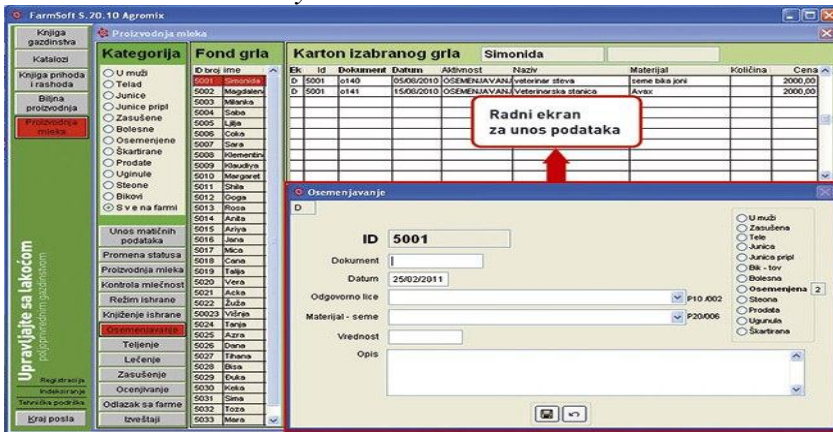 FarmSoft 5.20.10 Agromix
Knjiga
gazdinstva
Katalozi
Knjiga prihoda
i rashoda
Biljna
proizvodnja
Proizvodnja
mleka
Upravljajte sa lakoćom
poljoprivrednim gazdinstvom
Registracija
Indeksiranje
Tehnička podrška
Kraj posla
Proizvodnja mleka
Kategorija
U muži
Telad
Junice
Junice pripl
Zasušene
Bolesne
Osemenjene
Škartirane
Prodate
Uginule
Steone
Bikovi
S v e na farmi
Unos matičnih
podataka
Promena statusa
Proizvodnja mleka
Kontrola mlečnost
Režim ishrane
Knjiženje ishrane
Osemenjavanje
Teljenje
Lečenje
Zasušenje
Ocenjivanje
Odlazak sa farme
Izveštaji
Fond grla
ID broj ime
5001 Simonida
5002 Magdalen
5003 Milanka
5004 Saba
5005 Ljilja
5006 Coka
5007 Sara
5008 Klementin
5009 Klaudiya
5010 Margaret
5011 Shila
5012 Goga
5013 Rosa
5014 Anita
5015 Ariya
5016 Jana
5017 Mica
5018 Cana
5019 Talija
5020 Vera
5021 Acka
5022 Žuža
50023 Višnja
5024 Tanja
5025 Azra
5026 Dana
5027 Tihana
5028 Bisa
5029 Đuka
5030 Keka
5031 Sima
5032 Toza
5033 Mara
Karton izabranog grla Simonida
Ek Id Dokument Datum Aktivnost Naziv Materijal Količina Cena
D 5001 o140 05/08/2010 OSEMENJAVANJ veterinar steva seme bika joni 2000,00
D 5001 o141 15/08/2010 OSEMENJAVANJ Veterinarska stanica Avax 2000,00
Radni ekran
za unos podataka
Osemenjavanje
D
ID 5001
Dokument
Datum 25/02/2011
Odgovorno lice P10 /002
Materijal - seme P20/006
Vrednost
Opis
U muži
Zasušena
Tele
Junica
Junica pripl
Bik - tov
Bolesna
Osemenjena 2
Steona
Prodata
Ugunula
Škartirana